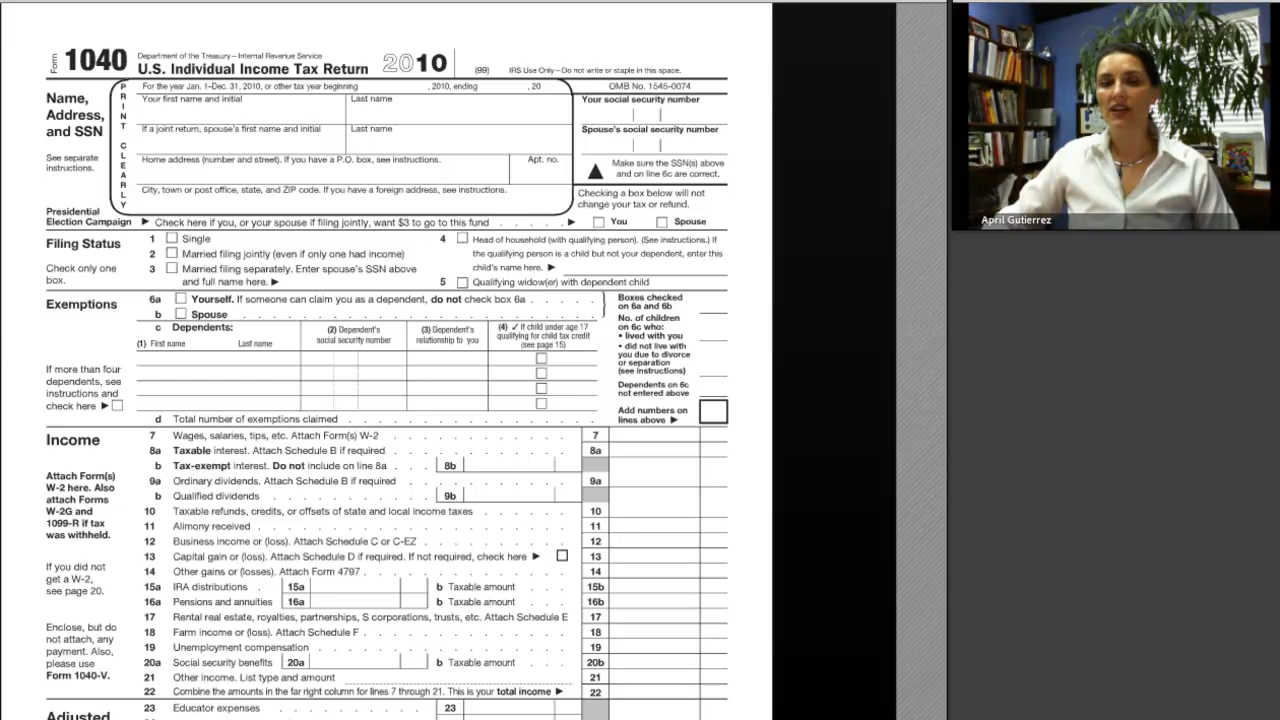 Form 1040 Department of the Treasury—Internal Revenue Service
U.S. Individual Income Tax Return 2010 (99) IRS Use Only—Do not write or staple in this space.
Name, Address, and SSN
See separate instructions.
PRINT CLEARLY
For the year Jan. 1–Dec. 31, 2010, or other tax year beginning , 2010, ending , 20 OMB No. 1545-0074
Your first name and initial Last name Your social security number
If a joint return, spouse's first name and initial Last name Spouse's social security number
Home address (number and street). If you have a P.O. box, see instructions. Apt. no.
▲ Make sure the SSN(s) above and on line 6c are correct.
City, town or post office, state, and ZIP code. If you have a foreign address, see instructions.
Checking a box below will not change your tax or refund.
Presidential Election Campaign ▶ Check here if you, or your spouse if filing jointly, want $3 to go to this fund . . . . . ▶ You Spouse
Filing Status
Check only one box.
1 Single
2 Married filing jointly (even if only one had income)
3 Married filing separately. Enter spouse's SSN above
and full name here. ▶
4 Head of household (with qualifying person). (See instructions.) If
the qualifying person is a child but not your dependent, enter this
child's name here. ▶
5 Qualifying widow(er) with dependent child
Exemptions
6a Yourself. If someone can claim you as a dependent, do not check box 6a . . . . .
b Spouse . . . . . . . . . . . . . . . . . . . . . . .
c Dependents:
(1) First name Last name
(2) Dependent's
social security number
(3) Dependent's
relationship to you
(4) ✓ if child under age 17
qualifying for child tax credit
(see page 15)
If more than four
dependents, see
instructions and
check here ▶
d Total number of exemptions claimed . . . . . . . . . . . . . . . .
Boxes checked
on 6a and 6b
No. of children
on 6c who:
• lived with you
• did not live with
you due to divorce
or separation
(see instructions)
Dependents on 6c
not entered above
Add numbers on
lines above ▶
Income
Attach Form(s)
W-2 here. Also
attach Forms
W-2G and
1099-R if tax
was withheld.
If you did not
get a W-2,
see page 20.
Enclose, but do
not attach, any
payment. Also,
please use
Form 1040-V.
7 Wages, salaries, tips, etc. Attach Form(s) W-2 . . . . . . . . . . . . 7
8a Taxable interest. Attach Schedule B if required . . . . . . . . . . . . 8a
b Tax-exempt interest. Do not include on line 8a . . . 8b
9a Ordinary dividends. Attach Schedule B if required . . . . . . . . . . . 9a
b Qualified dividends . . . . . . . . . . . 9b
10 Taxable refunds, credits, or offsets of state and local income taxes . . . . . . 10
11 Alimony received . . . . . . . . . . . . . . . . . . . . . 11
12 Business income or (loss). Attach Schedule C or C-EZ . . . . . . . . . . 12
13 Capital gain or (loss). Attach Schedule D if required. If not required, check here ▶ 13
14 Other gains or (losses). Attach Form 4797 . . . . . . . . . . . . . . 14
15a IRA distributions . 15a b Taxable amount . . . 15b
16a Pensions and annuities 16a b Taxable amount . . . 16b
17 Rental real estate, royalties, partnerships, S corporations, trusts, etc. Attach Schedule E 17
18 Farm income or (loss). Attach Schedule F . . . . . . . . . . . . . . 18
19 Unemployment compensation . . . . . . . . . . . . . . . . . 19
20a Social security benefits 20a b Taxable amount . . . 20b
21 Other income. List type and amount 21
22 Combine the amounts in the far right column for lines 7 through 21. This is your total income ▶ 22
Adjusted
23 Educator expenses . . . . . . . . . . 23
April Gutierrez